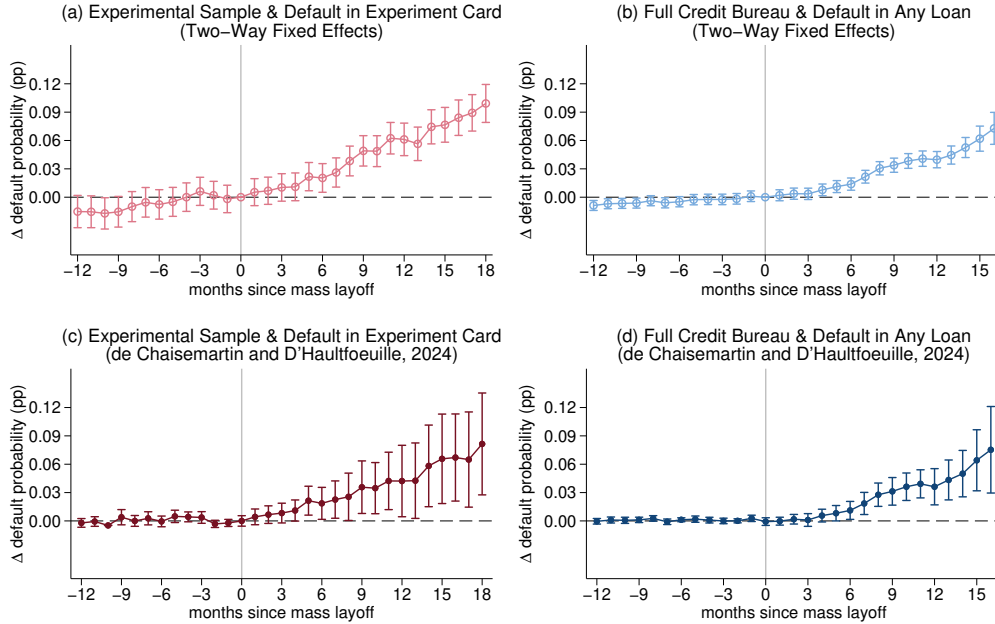 (a) Experimental Sample & Default in Experiment Card
(Two−Way Fixed Effects)
Δ default probability (pp)
0.12
0.09
0.06
0.03
0.00
−12 −9 −6 −3 0 3 6 9 12 15 18
months since mass layoff
(b) Full Credit Bureau & Default in Any Loan
(Two−Way Fixed Effects)
Δ default probability (pp)
0.12
0.09
0.06
0.03
0.00
−12 −9 −6 −3 0 3 6 9 12 15
months since mass layoff
(c) Experimental Sample & Default in Experiment Card
(de Chaisemartin and D'Haultfoeuille, 2024)
Δ default probability (pp)
0.12
0.09
0.06
0.03
0.00
−12 −9 −6 −3 0 3 6 9 12 15 18
months since mass layoff
(d) Full Credit Bureau & Default in Any Loan
(de Chaisemartin and D'Haultfoeuille, 2024)
Δ default probability (pp)
0.12
0.09
0.06
0.03
0.00
−12 −9 −6 −3 0 3 6 9 12 15
months since mass layoff